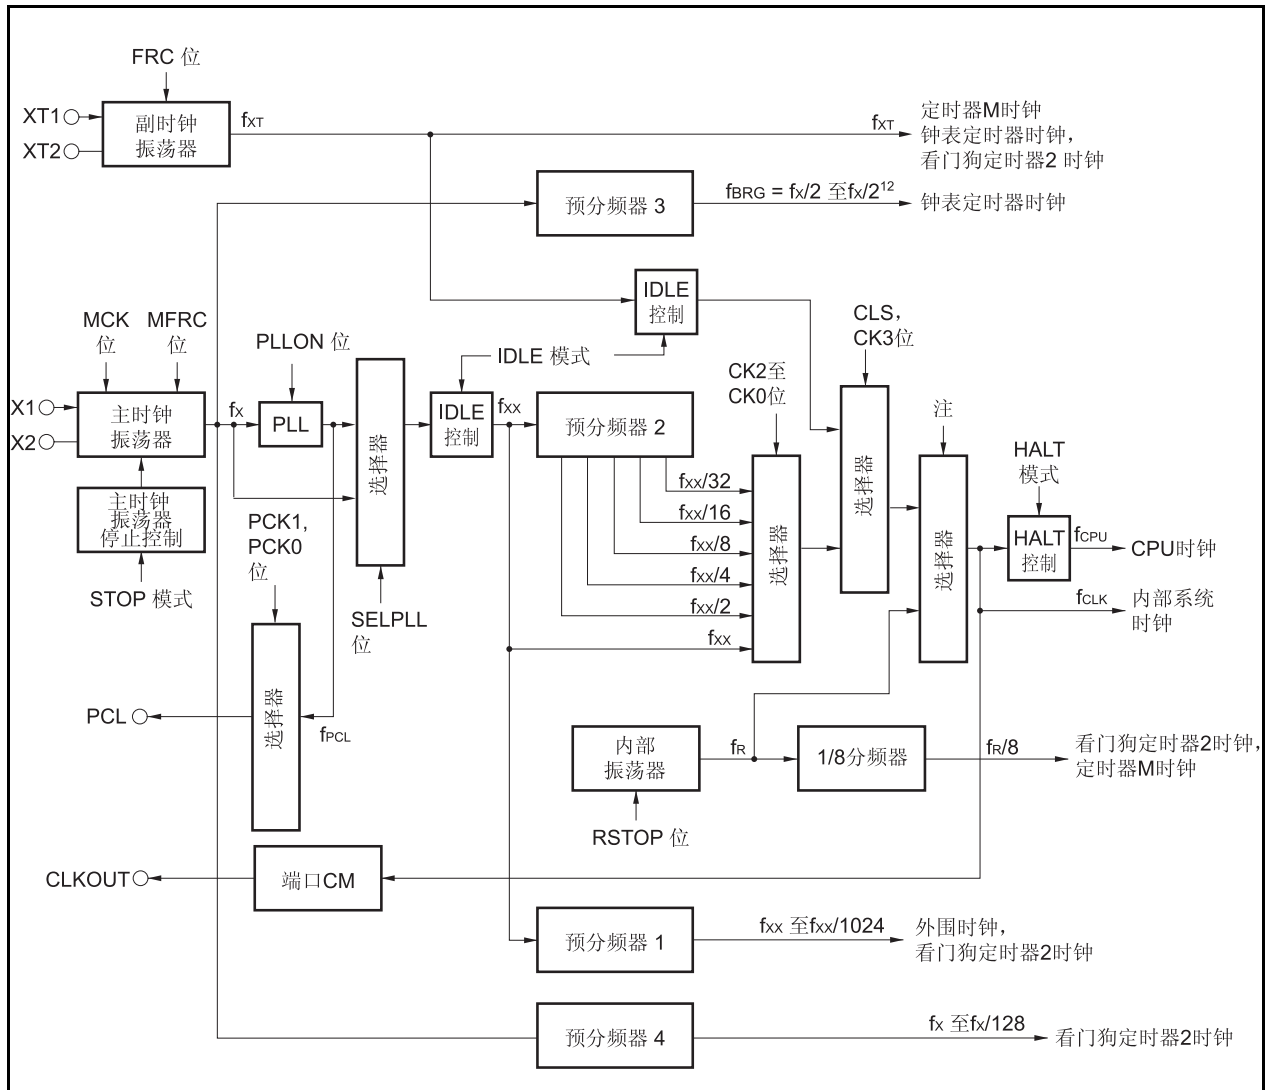 FRC 位
XT1
XT2
副时钟
振荡器
fXT
fXT
定时器M时钟
钟表定时器时钟，
看门狗定时器2 时钟
预分频器 3
fBRG = fX/2 至fX/2¹²
钟表定时器时钟
IDLE
控制
MCK
位
MFRC
位
PLLON 位
IDLE 模式
CLS，
CK3位
CK2至
CK0位
注
X1
X2
主时钟
振荡器
fX
PLL
选择器
IDLE
控制
fXX
预分频器 2
HALT
模式
fXX/32
fXX/16
fXX/8
fXX/4
fXX/2
fXX
选择器
选择器
选择器
HALT
控制
fCPU
CPU时钟
fCLK
内部系统
时钟
主时钟
振荡器
停止控制
STOP 模式
PCK1，
PCK0
位
SELPLL
位
PCL
选择器
fPCL
内部
振荡器
fR
1/8分频器
fR/8
看门狗定时器2时钟，
定时器M时钟
RSTOP 位
CLKOUT
端口CM
预分频器 1
fXX 至fXX/1024
外围时钟，
看门狗定时器2时钟
预分频器 4
fX 至fX/128
看门狗定时器2时钟